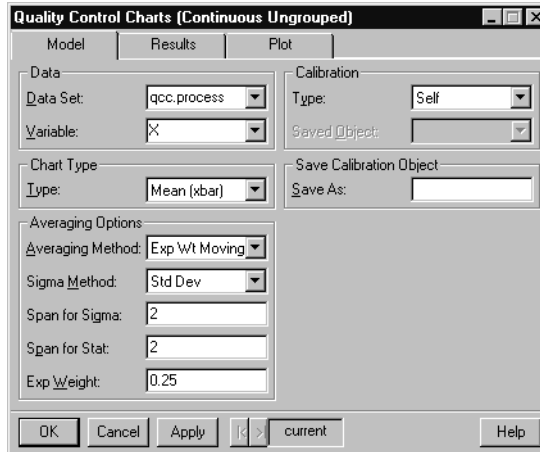 Quality Control Charts (Continuous Ungrouped)
Model Results Plot
Data
Data Set: qcc.process
Variable: X
Chart Type
Type: Mean (xbar)
Averaging Options
Averaging Method: Exp Wt Moving
Sigma Method: Std Dev
Span for Sigma: 2
Span for Stat: 2
Exp Weight: 0.25
Calibration
Type: Self
Saved Object:
Save Calibration Object
Save As:
OK Cancel Apply current Help